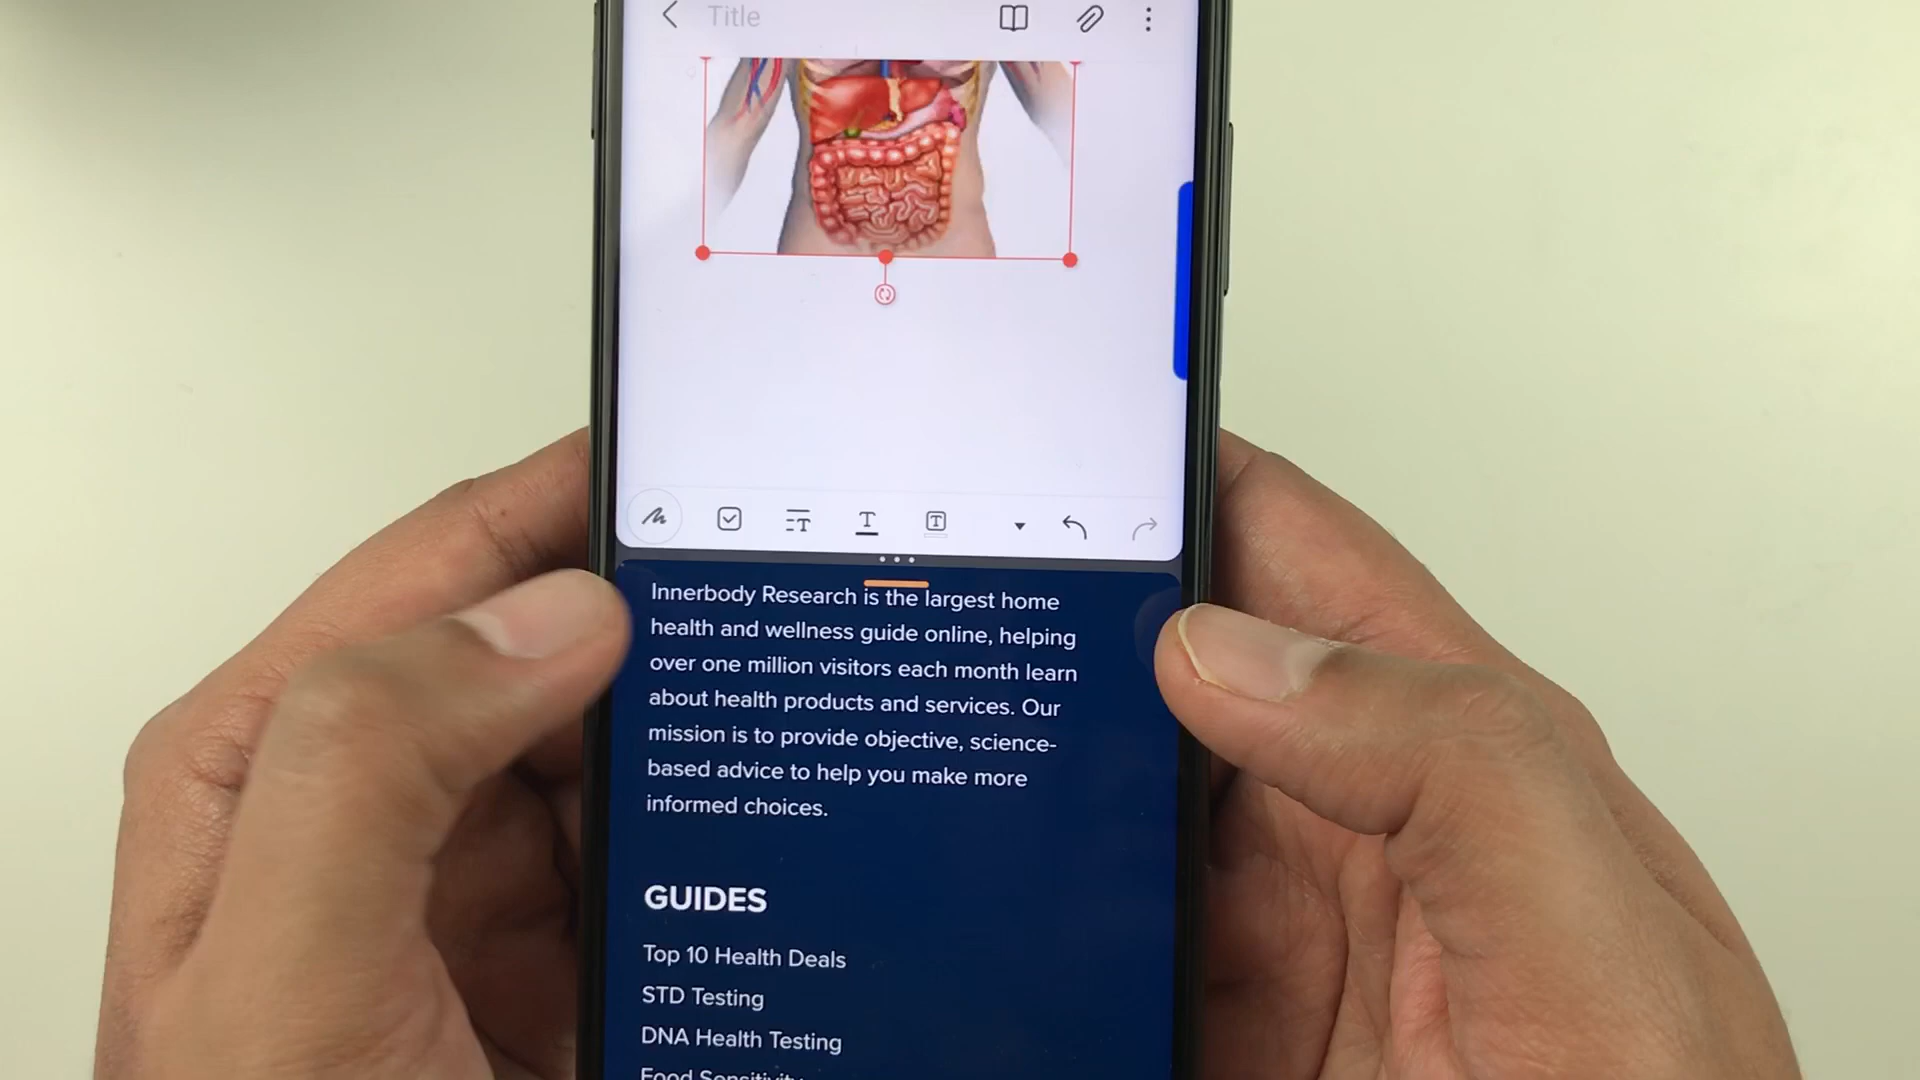 Title
Innerbody Research is the largest home
health and wellness guide online, helping
over one million visitors each month learn
about health products and services. Our
mission is to provide objective, science-
based advice to help you make more
informed choices.
GUIDES
Top 10 Health Deals
STD Testing
DNA Health Testing
Food Sensitivity